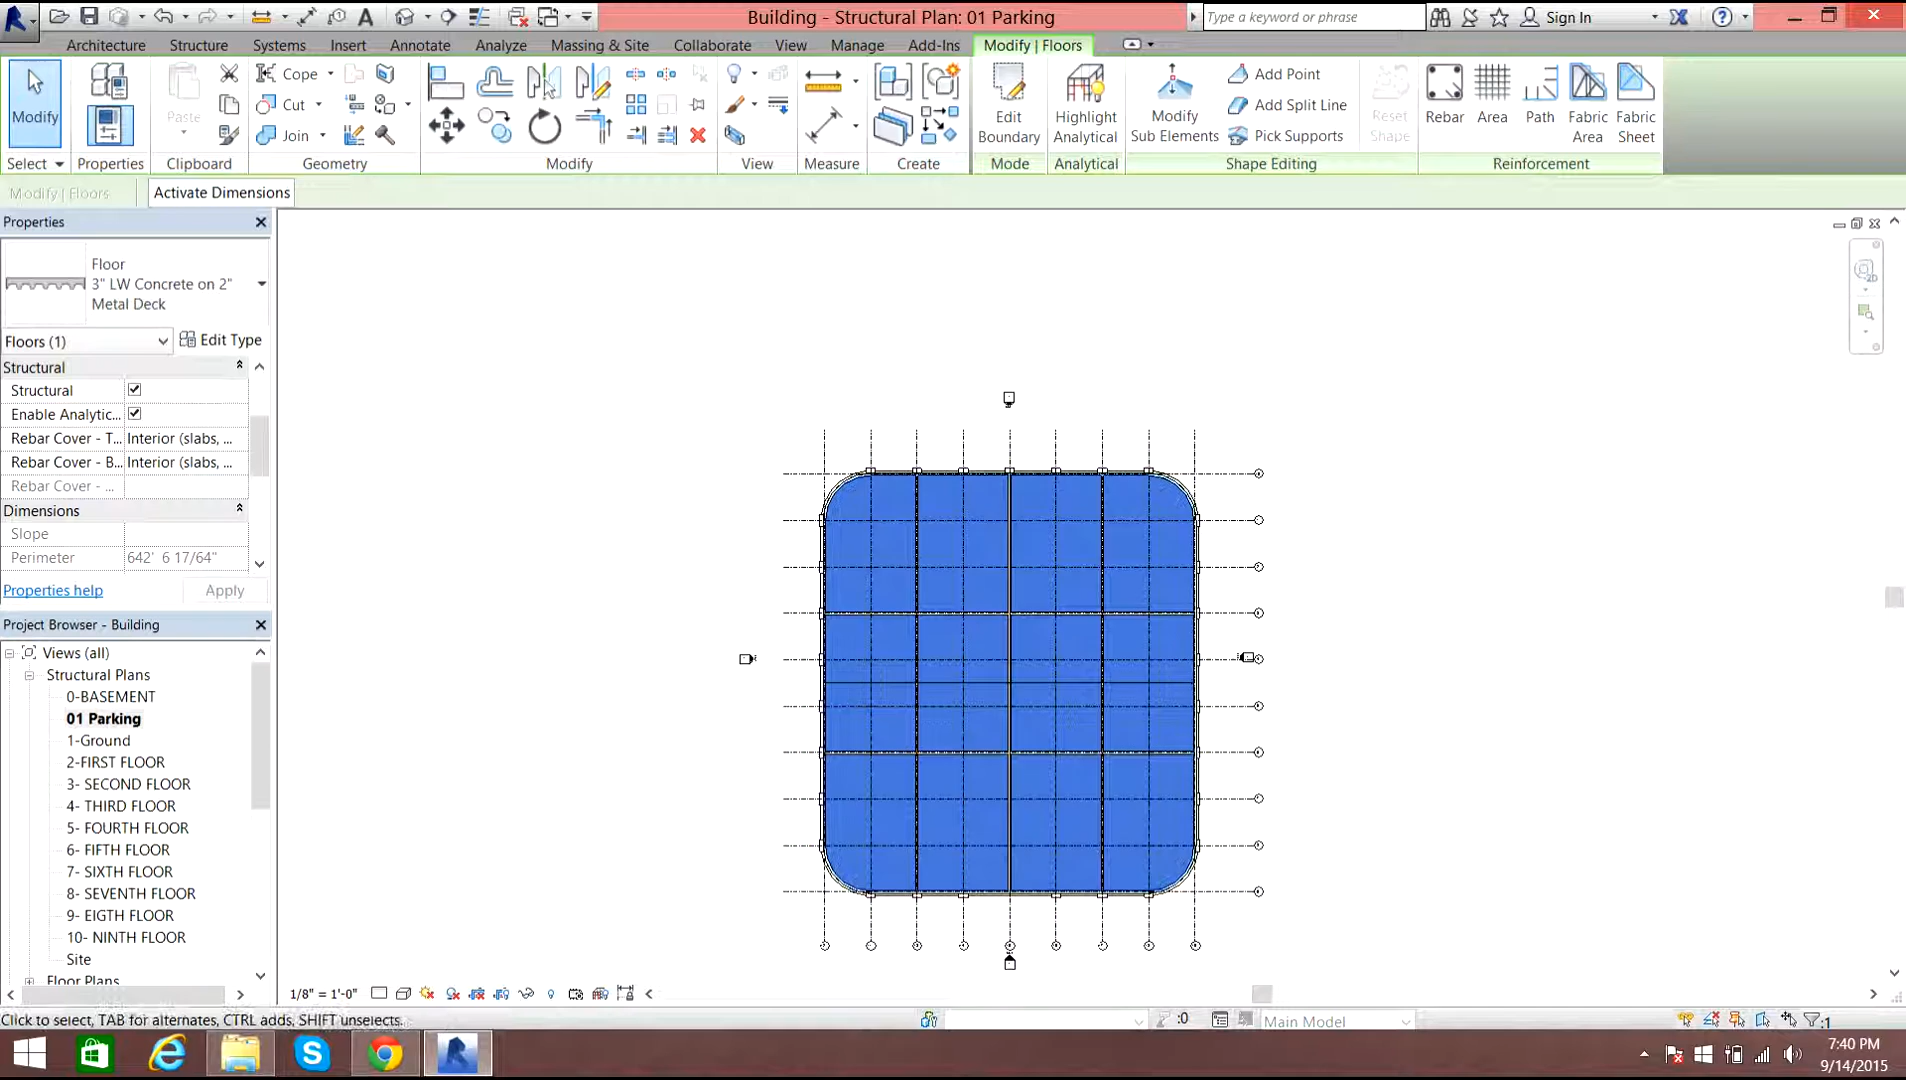 Building - Structural Plan: 01 Parking
Type a keyword or phrase
Sign In
Architecture Structure Systems Insert Annotate Analyze Massing & Site Collaborate View Manage Add-Ins Modify | Floors
Modify
Select
Properties
Paste
Clipboard
Cope
Cut
Join
Geometry
Modify
View
Measure
Create
Edit Boundary
Mode
Highlight Analytical
Analytical
Modify Sub Elements
Add Point
Add Split Line
Pick Supports
Reset Shape
Shape Editing
Rebar
Area
Path
Fabric Area
Fabric Sheet
Reinforcement
Modify | Floors
Activate Dimensions
Properties
Floor
3" LW Concrete on 2"
Metal Deck
Floors (1)
Edit Type
Structural
Structural
Enable Analytic...
Rebar Cover - T... Interior (slabs, ...
Rebar Cover - B... Interior (slabs, ...
Rebar Cover - ...
Dimensions
Slope
Perimeter 642' 6 17/64"
Properties help
Apply
Project Browser - Building
Views (all)
Structural Plans
0-BASEMENT
01 Parking
1-Ground
2-FIRST FLOOR
3- SECOND FLOOR
4- THIRD FLOOR
5- FOURTH FLOOR
6- FIFTH FLOOR
7- SIXTH FLOOR
8- SEVENTH FLOOR
9- EIGTH FLOOR
10- NINTH FLOOR
Site
Floor Plans
2D
1/8" = 1'-0"
Click to select, TAB for alternates, CTRL adds, SHIFT unselects.
:0
Main Model
:1
7:40 PM
9/14/2015